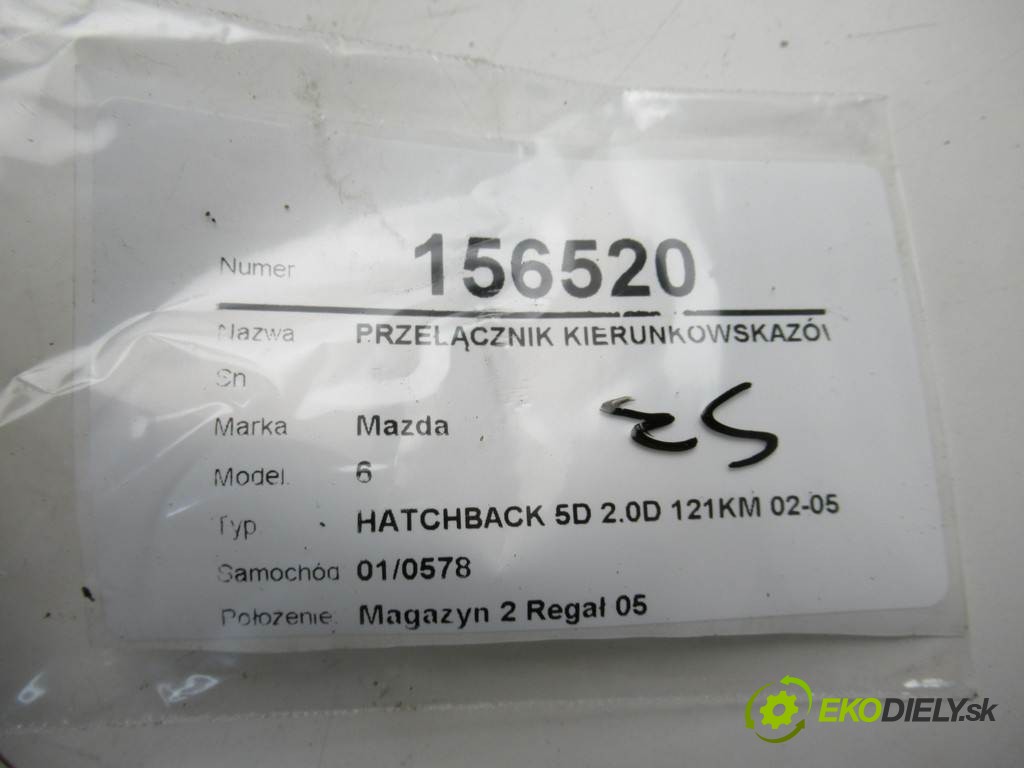 Numer 156520
Nazwa PRZEŁĄCZNIK KIERUNKOWSKAZÓ
Sn
Marka Mazda
Model 6
Typ HATCHBACK 5D 2.0D 121KM 02-05
Samochód 01/0578
Położenie Magazyn 2 Regał 05
EKODIELY.sk